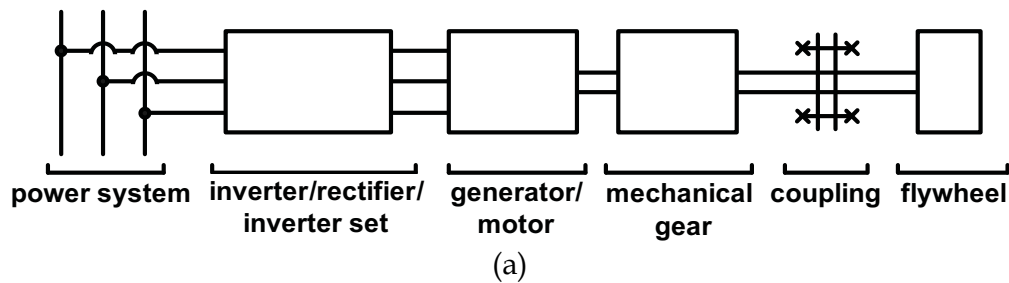 power system
inverter/rectifier/
inverter set
generator/
motor
mechanical
gear
coupling
flywheel
(a)